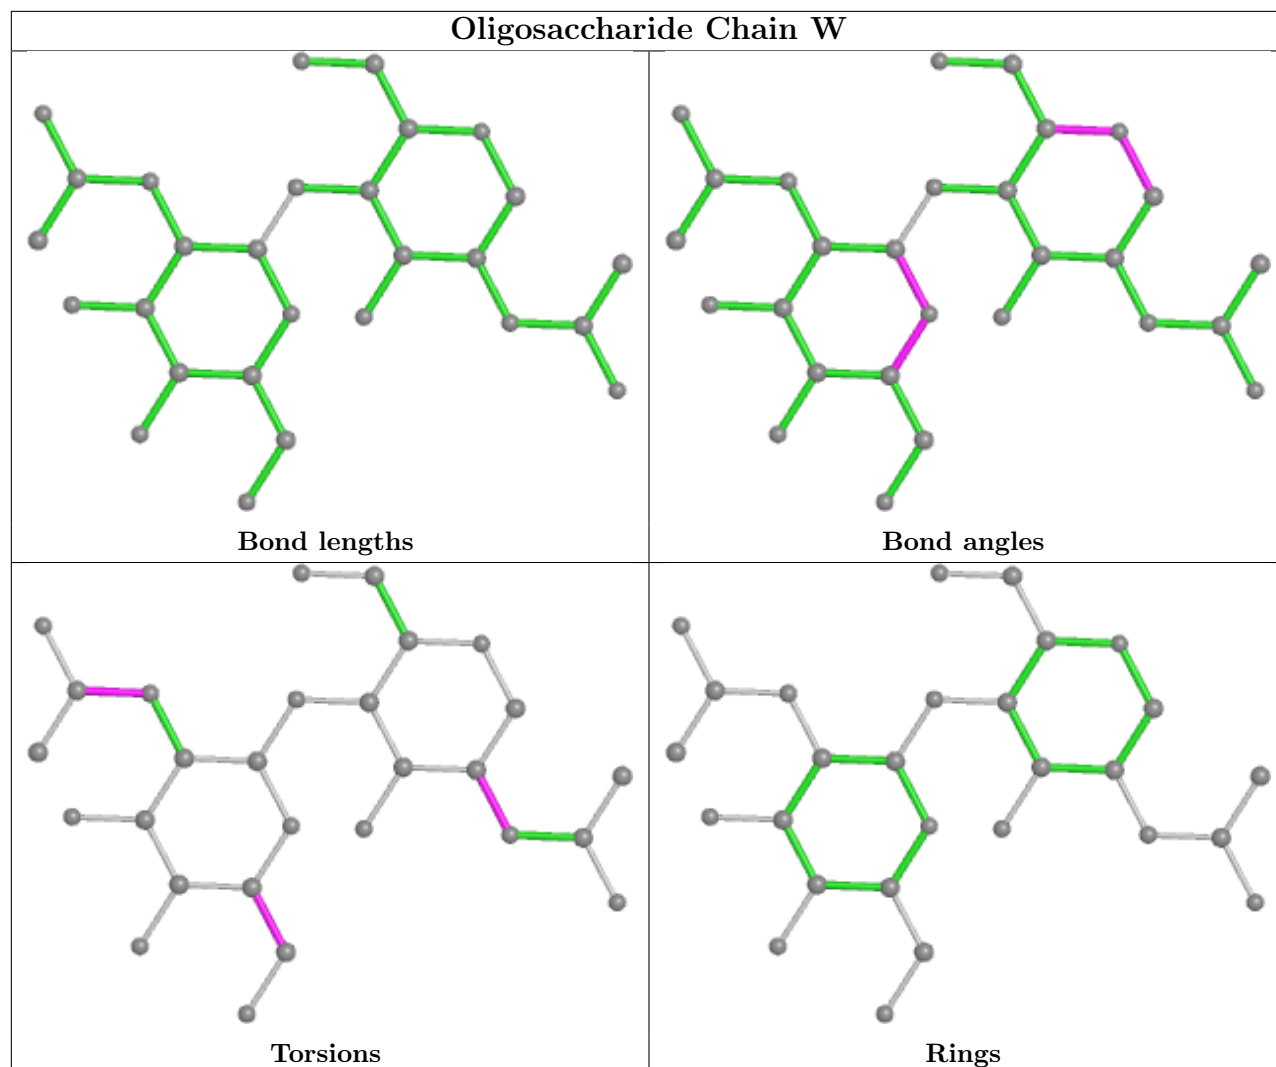 Oligosaccharide Chain W
Bond lengths
Bond angles
Torsions
Rings